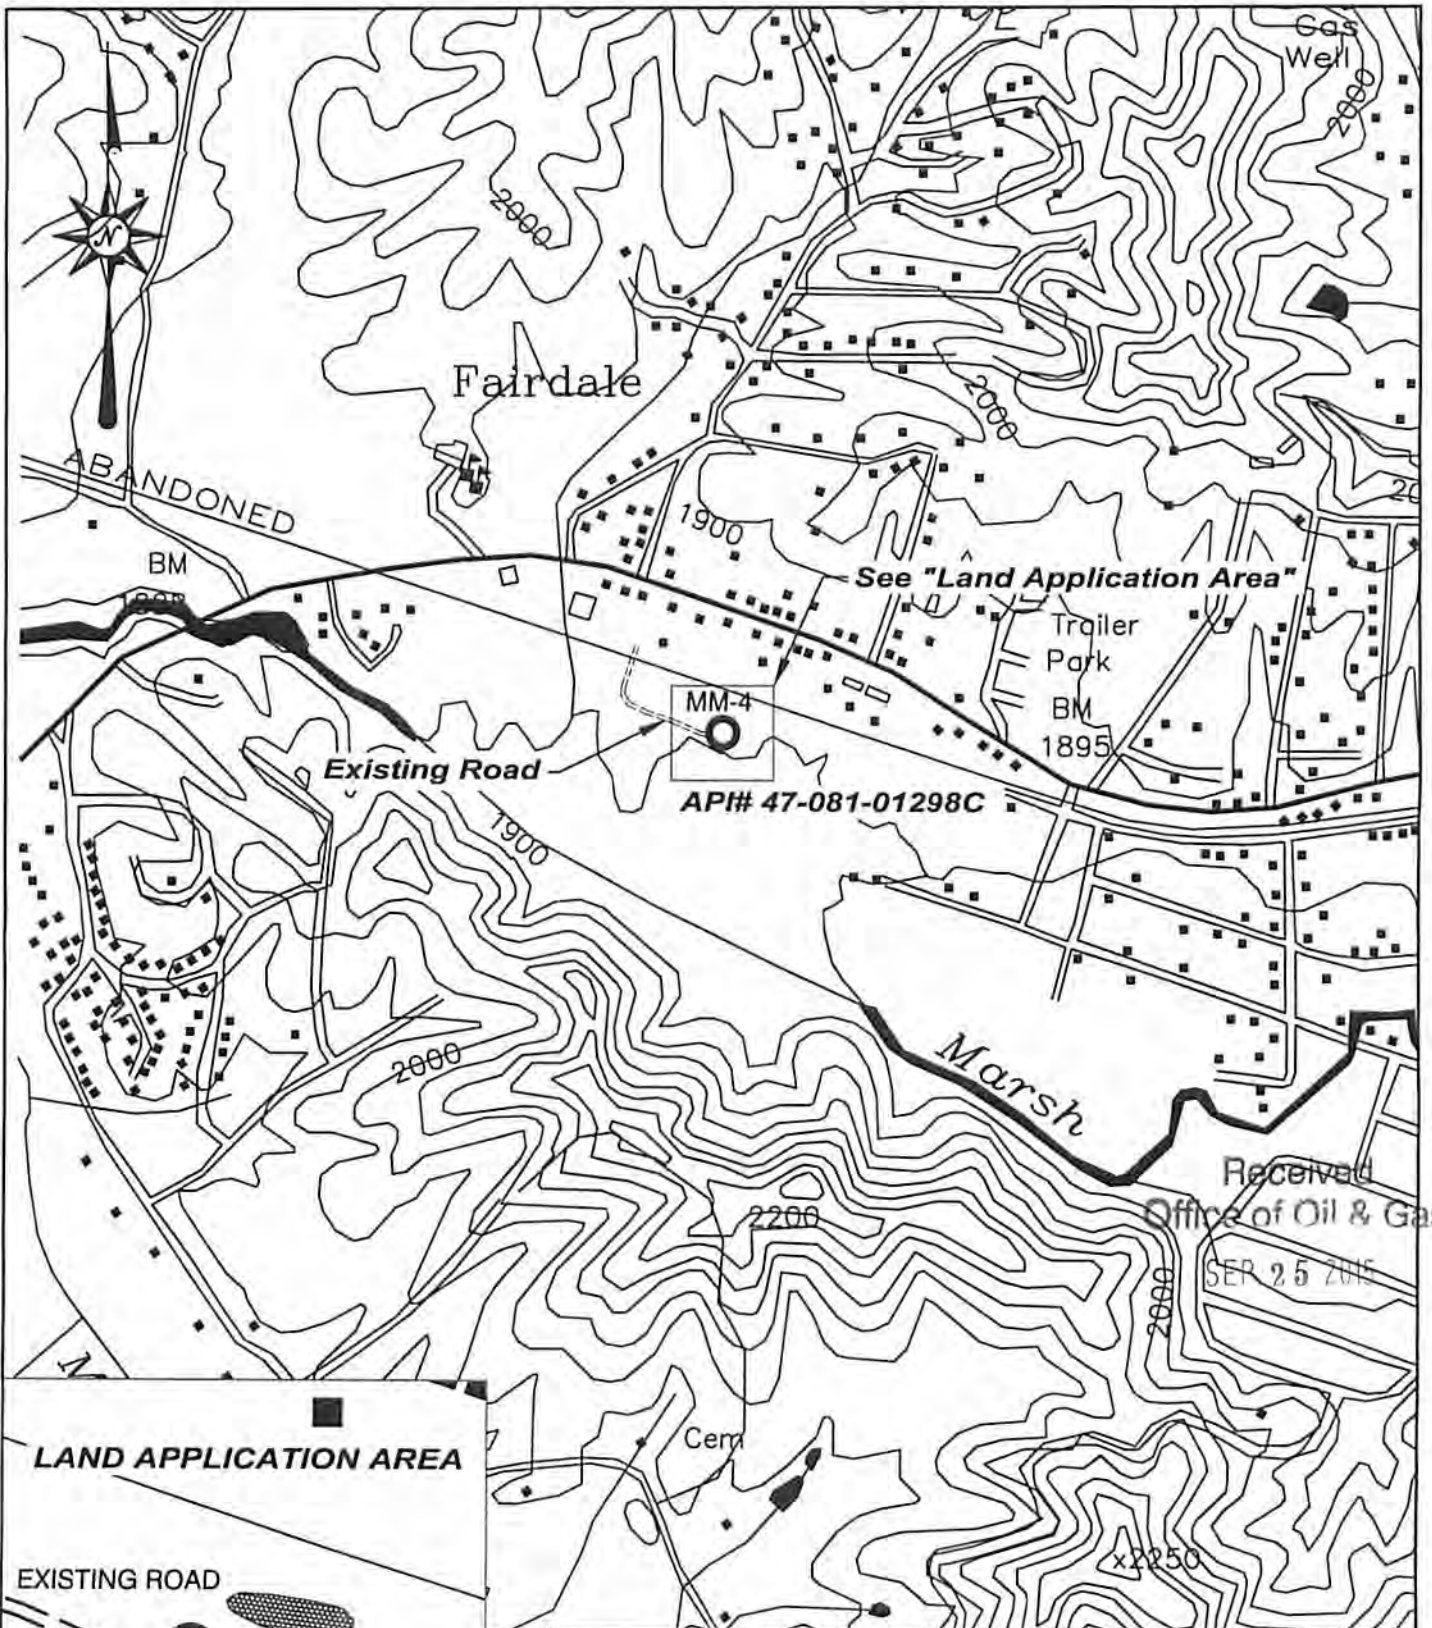 Gas
Well
2000
N
2000
Fairdale
2000
ABANDONED
20
1900
BM
See "Land Application Area"
Trailer
Park
MM-4
BM
1895
Existing Road
API# 47-081-01298C
1900
Marsh
2000
Received
Office of Oil & Gas
2200
SEP 25 2015
2000
LAND APPLICATION AREA
Cem
x2250
EXISTING ROAD